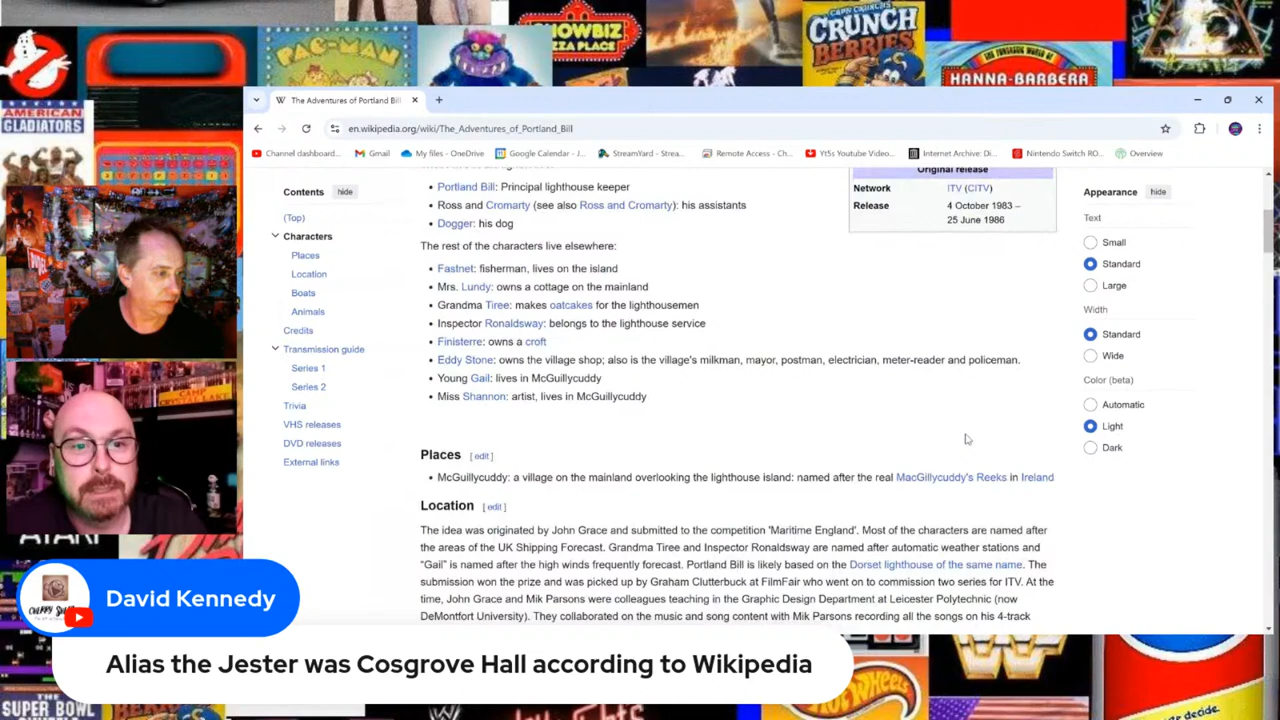 PAC-MAN
SHOWBIZ
PIZZA PLACE
CAP'N CRUNCH'S
CRUNCH
BERRIES
THE FUNTASTIC WORLD OF
HANNA-BARBERA
AMERICAN
GLADIATORS
The Adventures of Portland Bill
en.wikipedia.org/wiki/The_Adventures_of_Portland_Bill
Channel dashboard...
Gmail
My files - OneDrive
Google Calendar - J...
StreamYard - Strea...
Remote Access - Ch...
Yt5s Youtube Video...
Internet Archive: Di...
Nintendo Switch RO...
Overview
Contents hide
(Top)
Characters
Places
Location
Boats
Animals
Credits
Transmission guide
Series 1
Series 2
Trivia
VHS releases
DVD releases
External links
Portland Bill: Principal lighthouse keeper
Ross and Cromarty (see also Ross and Cromarty): his assistants
Dogger: his dog
The rest of the characters live elsewhere:
Fastnet: fisherman, lives on the island
Mrs. Lundy: owns a cottage on the mainland
Grandma Tiree: makes oatcakes for the lighthousemen
Inspector Ronaldsway: belongs to the lighthouse service
Finisterre: owns a croft
Eddy Stone: owns the village shop; also is the village's milkman, mayor, postman, electrician, meter-reader and policeman.
Young Gail: lives in McGuillycuddy
Miss Shannon: artist, lives in McGuillycuddy
Places [ edit ]
McGuillycuddy: a village on the mainland overlooking the lighthouse island: named after the real MacGillycuddy's Reeks in Ireland
Location [ edit ]
The idea was originated by John Grace and submitted to the competition 'Maritime England'. Most of the characters are named after
the areas of the UK Shipping Forecast. Grandma Tiree and Inspector Ronaldsway are named after automatic weather stations and
“Gail” is named after the high winds frequently forecast. Portland Bill is likely based on the Dorset lighthouse of the same name. The
submission won the prize and was picked up by Graham Clutterbuck at FilmFair who went on to commission two series for ITV. At the
time, John Grace and Mik Parsons were colleagues teaching in the Graphic Design Department at Leicester Polytechnic (now
DeMontfort University). They collaborated on the music and song content with Mik Parsons recording all the songs on his 4-track
Original release
Network ITV (CITV)
Release 4 October 1983 –
25 June 1986
Appearance hide
Text
Small
Standard
Large
Width
Standard
Wide
Color (beta)
Automatic
Light
Dark
CAMP
CRYSTAL LAKE
ATARI
David Kennedy
Alias the Jester was Cosgrove Hall according to Wikipedia
THE
SUPER BOWL
SHUFFLE
HOT WHEELS
decide.